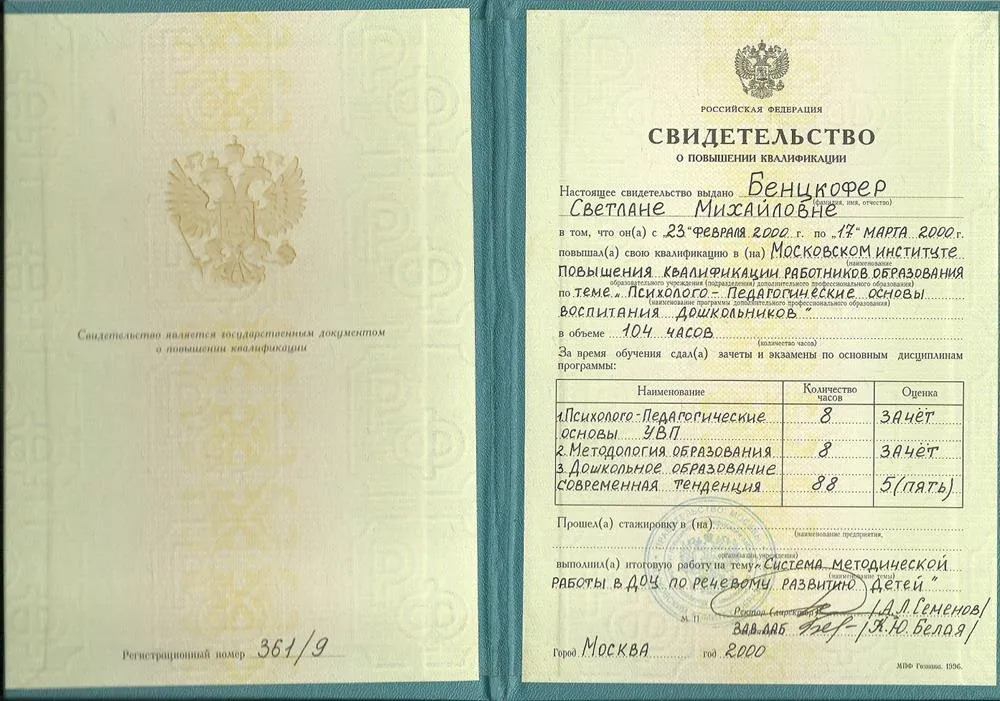 Свидетельство является государственным документом
о повышении квалификации
Регистрационный номер 361/9
РОССИЙСКАЯ ФЕДЕРАЦИЯ
СВИДЕТЕЛЬСТВО
О ПОВЫШЕНИИ КВАЛИФИКАЦИИ
Настоящее свидетельство выдано Бенцкофер
(фамилия, имя, отчество)
Светлане Михайловне
в том, что он(а) с „23" февраля 2000 г. по „17" марта 2000 г.
повышал(а) свою квалификацию в (на) Московском институте
(наименование
повышения квалификации работников образования
образовательного учреждения (подразделения) дополнительного профессионального образования)
по теме „Психолого-Педагогические основы
(наименование программы дополнительного профессионального образования)
воспитания дошкольников"
в объеме 104 часов
(количество часов)
За время обучения сдал(а) зачеты и экзамены по основным дисциплинам
программы:
Наименование Количество часов Оценка
1. Психолого-Педагогические 8 зачёт
основы УВП
2. Методология образования 8 зачёт
3. Дошкольное образование
современная тенденция 88 5 (пять)
Прошел(а) стажировку в (на)
(наименование предприятия,
организации, учреждения)
выполнил(а) итоговую работу на тему „Система методической
(наименование темы)
работы в ДОУ по речевому развитию детей"
Ректор (директор) /А.Л. Семенов/
М. П.
Зав. лаб /К.Ю. Белая/
Город Москва год 2000
МПФ Гознака. 1996.